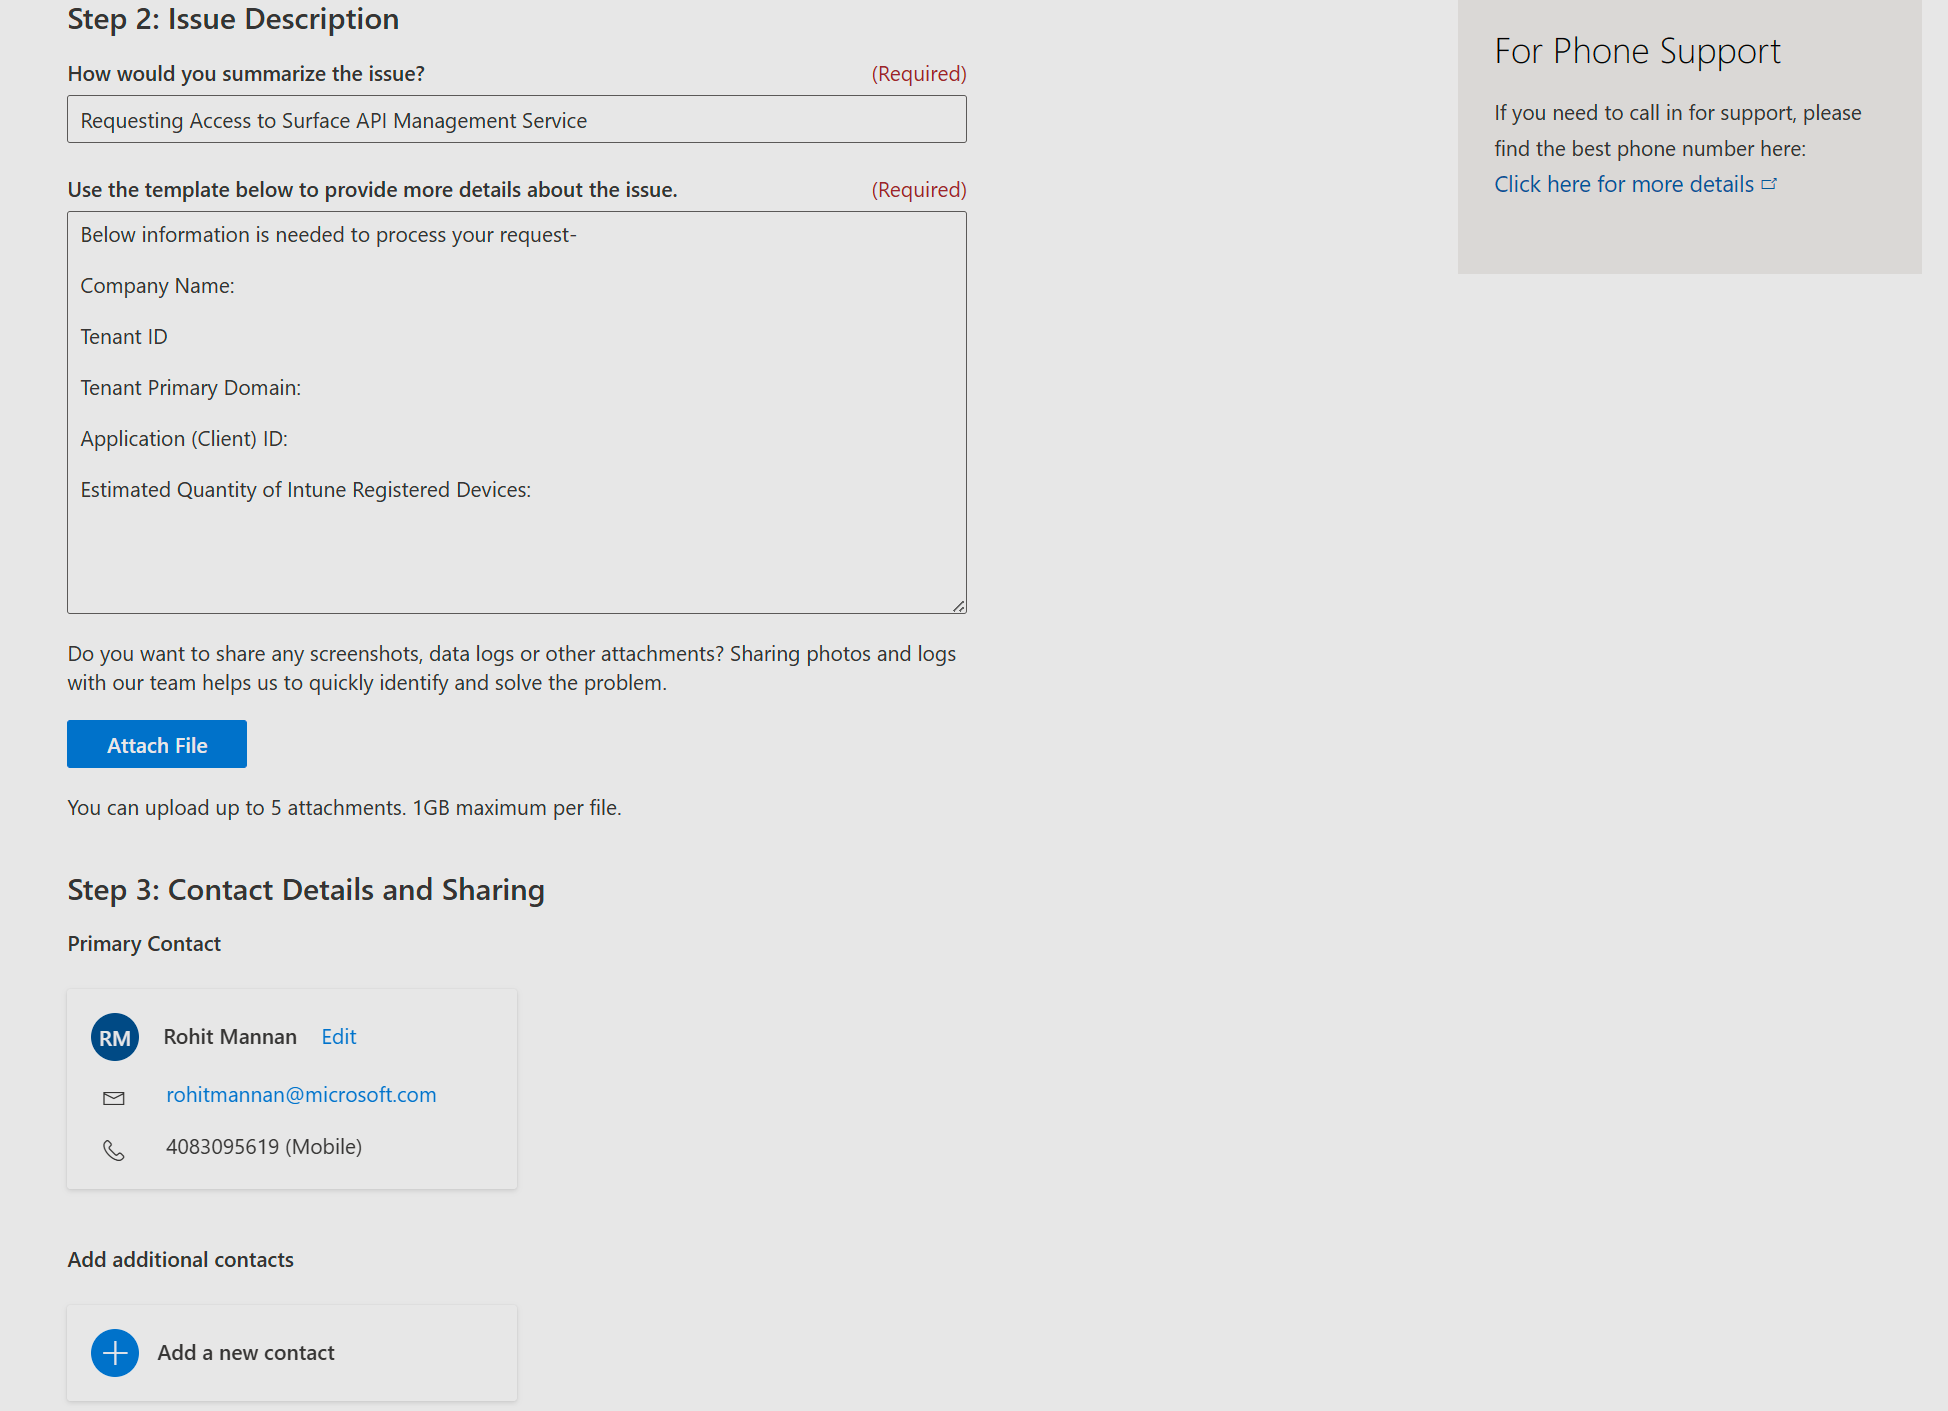 Step 2: Issue Description
How would you summarize the issue? (Required)
Requesting Access to Surface API Management Service
Use the template below to provide more details about the issue. (Required)
Below information is needed to process your request-
Company Name:
Tenant ID
Tenant Primary Domain:
Application (Client) ID:
Estimated Quantity of Intune Registered Devices:
Do you want to share any screenshots, data logs or other attachments? Sharing photos and logs
with our team helps us to quickly identify and solve the problem.
Attach File
You can upload up to 5 attachments. 1GB maximum per file.
Step 3: Contact Details and Sharing
Primary Contact
RM Rohit Mannan Edit
rohitmannan@microsoft.com
4083095619 (Mobile)
Add additional contacts
Add a new contact
For Phone Support
If you need to call in for support, please
find the best phone number here:
Click here for more details